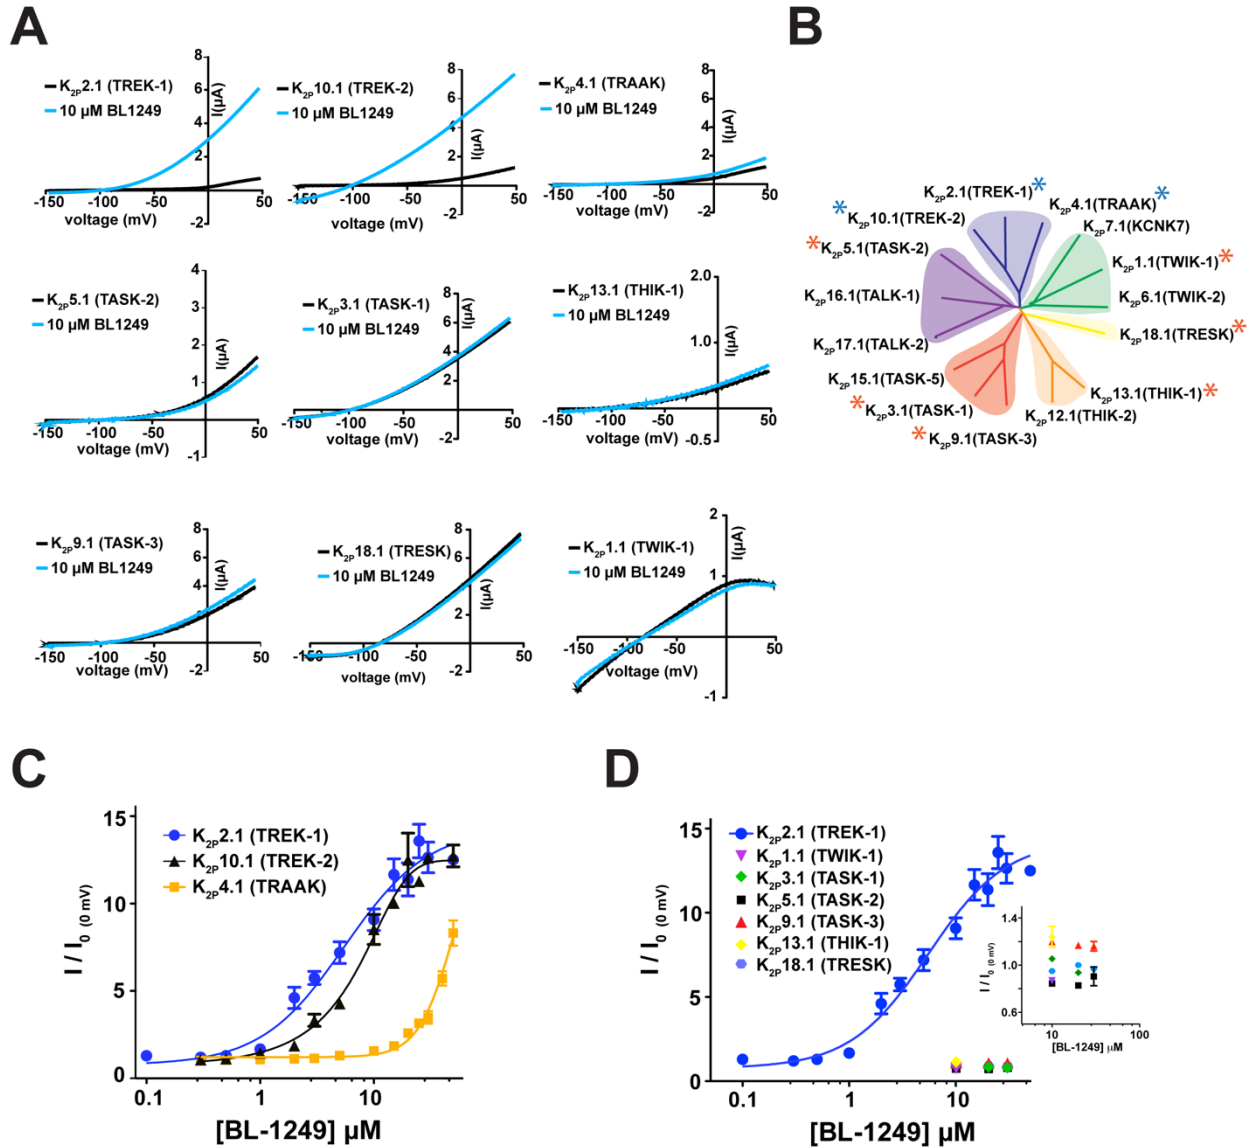 A
K2P2.1 (TREK-1)
10 µM BL1249
8
6
4
2
-2
I(µA)
-150 -100 -50 50
voltage (mV)
K2P10.1 (TREK-2)
10 µM BL1249
8
6
4
2
-2
I(µA)
-150 -100 -50 0 50
voltage (mV)
K2P4.1 (TRAAK)
10 µM BL1249
8
6
4
2
-2
I(µA)
-150 -100 -50 0 50
voltage (mV)
K2P5.1 (TASK-2)
10 µM BL1249
4
3
2
1
-1
I(µA)
-150 -100 -50 0 50
voltage (mV)
K2P3.1 (TASK-1)
10 µM BL1249
8
6
4
2
-2
I(µA)
-150 -100 -50 0 50
voltage (mV)
K2P13.1 (THIK-1)
10 µM BL1249
2.0
1.0
-0.5
I(µA)
-150 -100 -50 0 50
voltage (mV)
K2P9.1 (TASK-3)
10 µM BL1249
8
6
4
2
-2
I(µA)
-150 -100 -50 0 50
voltage (mV)
K2P18.1 (TRESK)
10 µM BL1249
8
6
4
2
-2
I(µA)
-150 -100 -50 0 50
voltage (mV)
K2P1.1 (TWIK-1)
10 µM BL1249
2
1
-1
I(µA)
-150 -100 -50 0 50
voltage (mV)
B
K2P2.1(TREK-1)*
K2P4.1(TRAAK)*
*K2P10.1(TREK-2)
K2P7.1(KCNK7)
*K2P5.1(TASK-2)
K2P1.1(TWIK-1)*
K2P16.1(TALK-1)
K2P6.1(TWIK-2)
K2P18.1(TRESK)*
K2P17.1(TALK-2)
K2P15.1(TASK-5)
K2P13.1(THIK-1)*
*K2P3.1(TASK-1)
K2P12.1(THIK-2)
*K2P9.1(TASK-3)
C
15
10
5
0
I / I0 (0 mV)
K2P2.1 (TREK-1)
K2P10.1 (TREK-2)
K2P4.1 (TRAAK)
0.1 1 10
[BL-1249] µM
D
15
10
5
0
I / I0 (0 mV)
K2P2.1 (TREK-1)
K2P1.1 (TWIK-1)
K2P3.1 (TASK-1)
K2P5.1 (TASK-2)
K2P9.1 (TASK-3)
K2P13.1 (THIK-1)
K2P18.1 (TRESK)
0.1 1 10
[BL-1249] µM
1.4
1.0
0.6
I / I0 (0 mV)
10 100
[BL-1249] µM